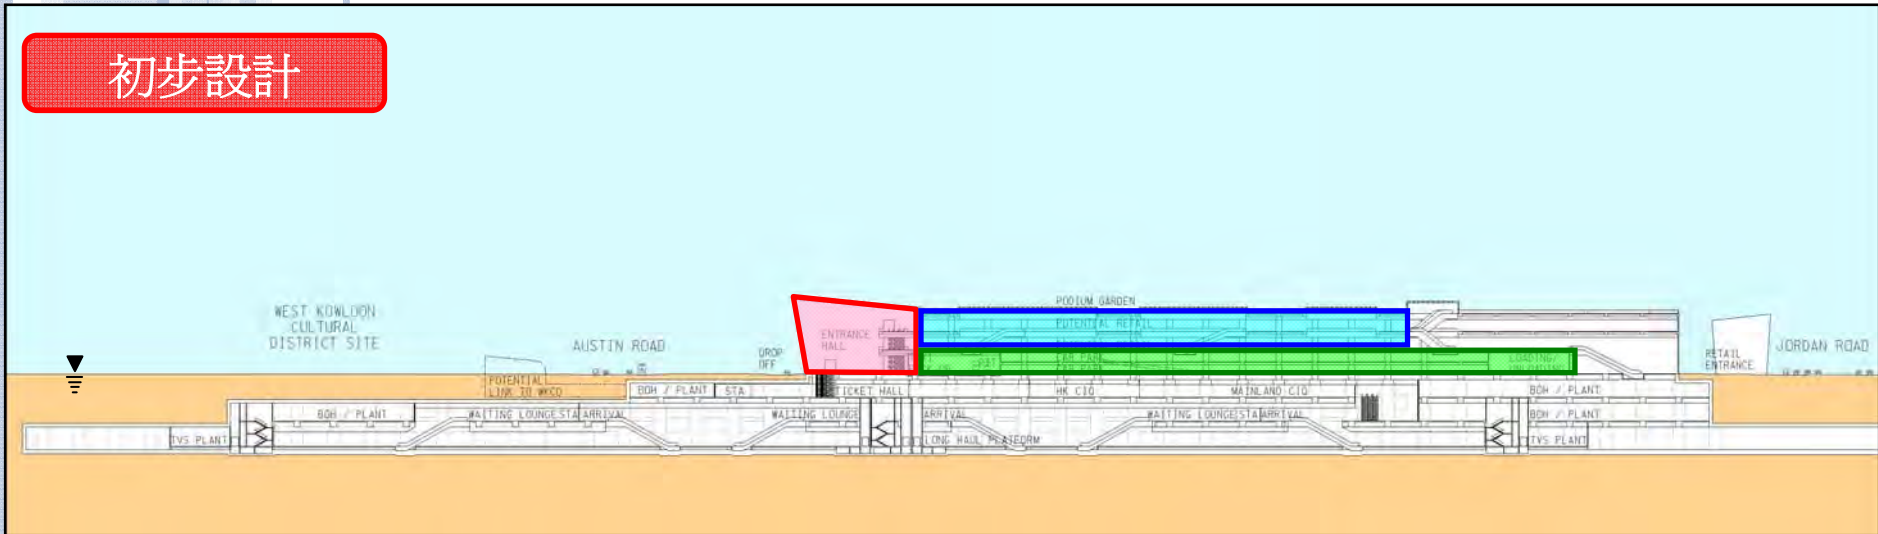 初步設計
PODIUM GARDEN
POTENTIAL RETAIL
WEST KOWLOON
CULTURAL
DISTRICT SITE
AUSTIN ROAD
DROP
OFF
ENTRANCE
HALL
CAR PARK
CAR PARK
LOADING/
RETAIL
ENTRANCE
JORDAN ROAD
POTENTIAL
LINK TO WKCD
BOH / PLANT
STA
TICKET HALL
HK CIQ
MAINLAND CIQ
BOH / PLANT
BOH / PLANT
WAITING LOUNGE
STA
ARRIVAL
WAITING LOUNGE
ARRIVAL
WAITING LOUNGE
STA
ARRIVAL
BOH / PLANT
TVS PLANT
LONG HAUL PLATFORM
TVS PLANT